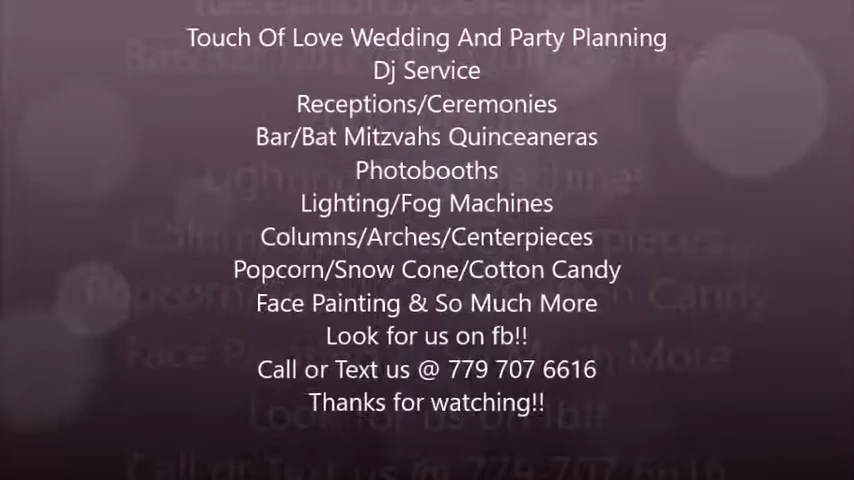 Touch Of Love Wedding And Party Planning
Dj Service
Receptions/Ceremonies
Bar/Bat Mitzvahs Quinceaneras
Photobooths
Lighting/Fog Machines
Columns/Arches/Centerpieces
Popcorn/Snow Cone/Cotton Candy
Face Painting & So Much More
Look for us on fb!!
Call or Text us @ 779 707 6616
Thanks for watching!!